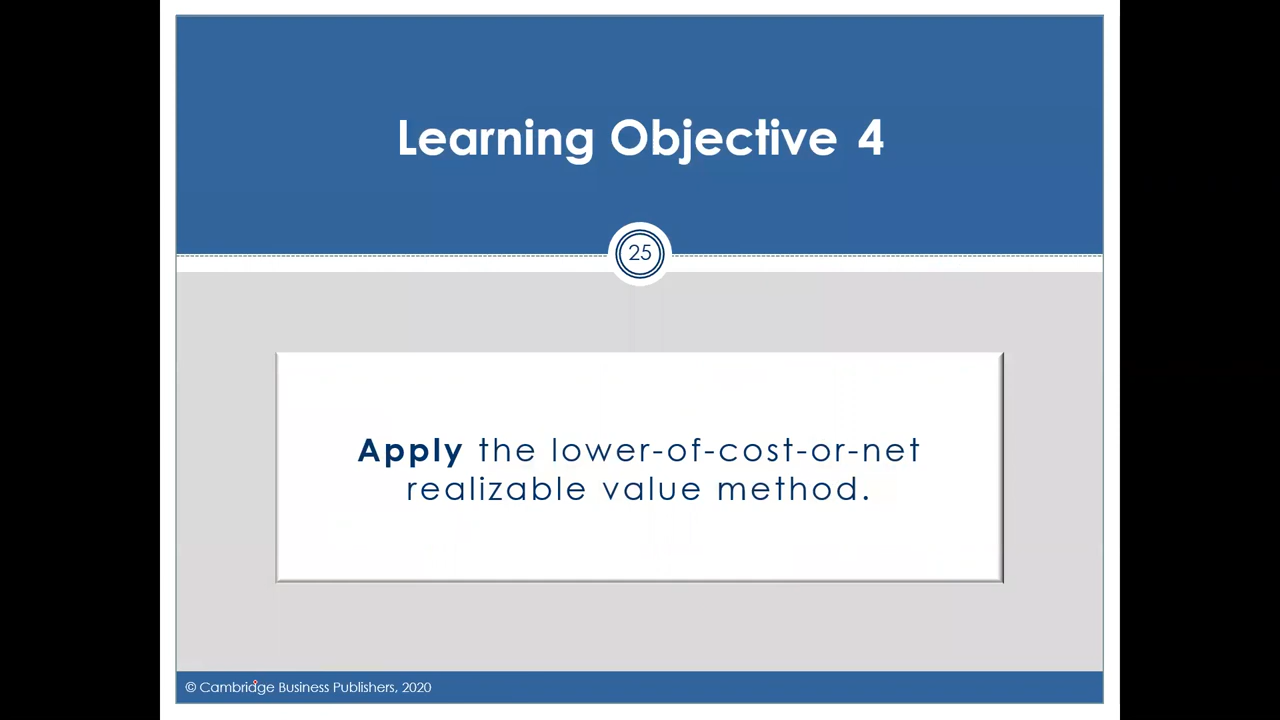 Learning Objective 4
25
Apply the lower-of-cost-or-net
realizable value method.
© Cambridge Business Publishers, 2020